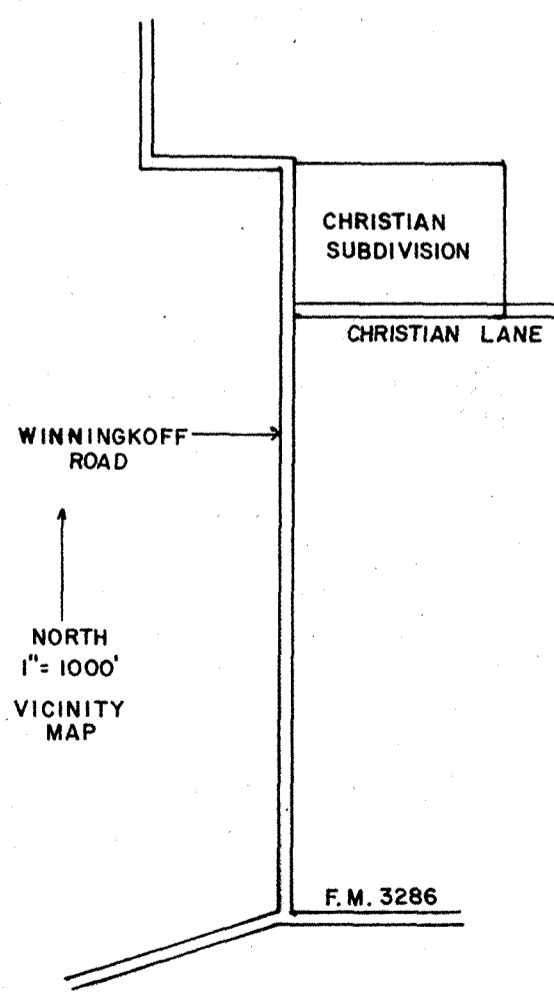 CHRISTIAN
SUBDIVISION
CHRISTIAN LANE
WINNINGKOFF
ROAD
NORTH
1"= 1000'
VICINITY
MAP
F. M. 3286